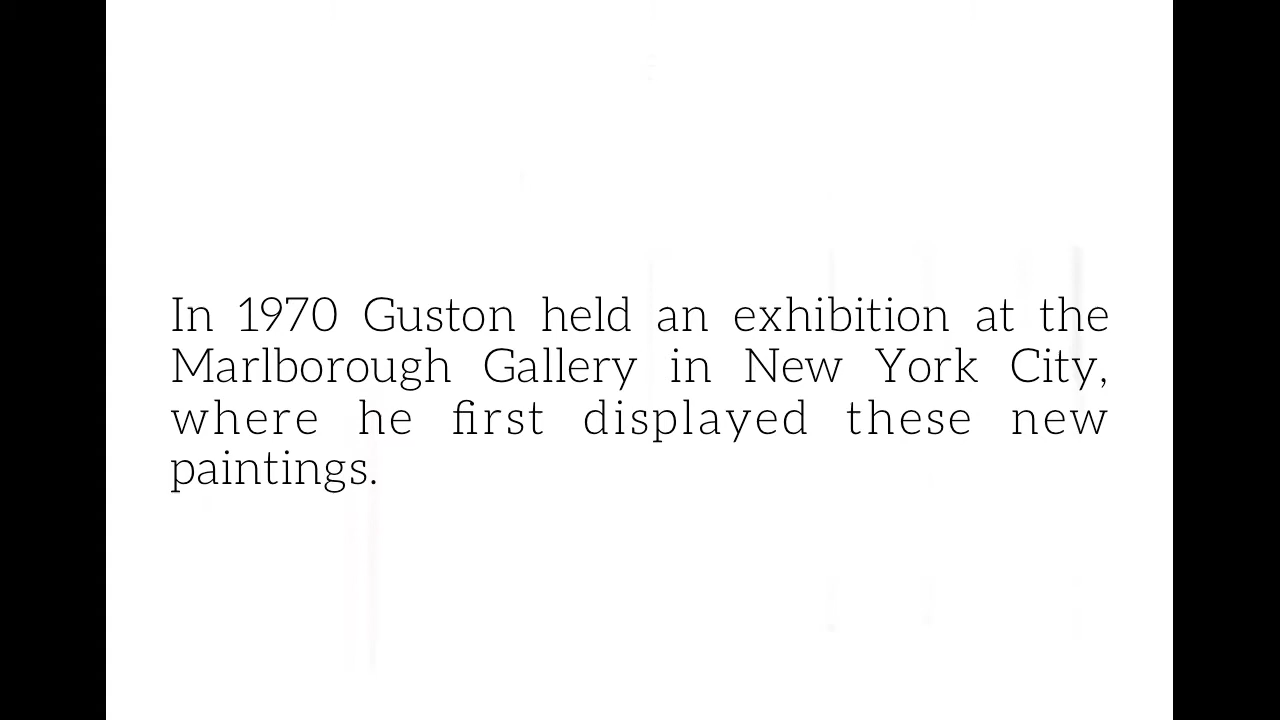 In 1970 Guston held an exhibition at the
Marlborough Gallery in New York City,
where he first displayed these new
paintings.